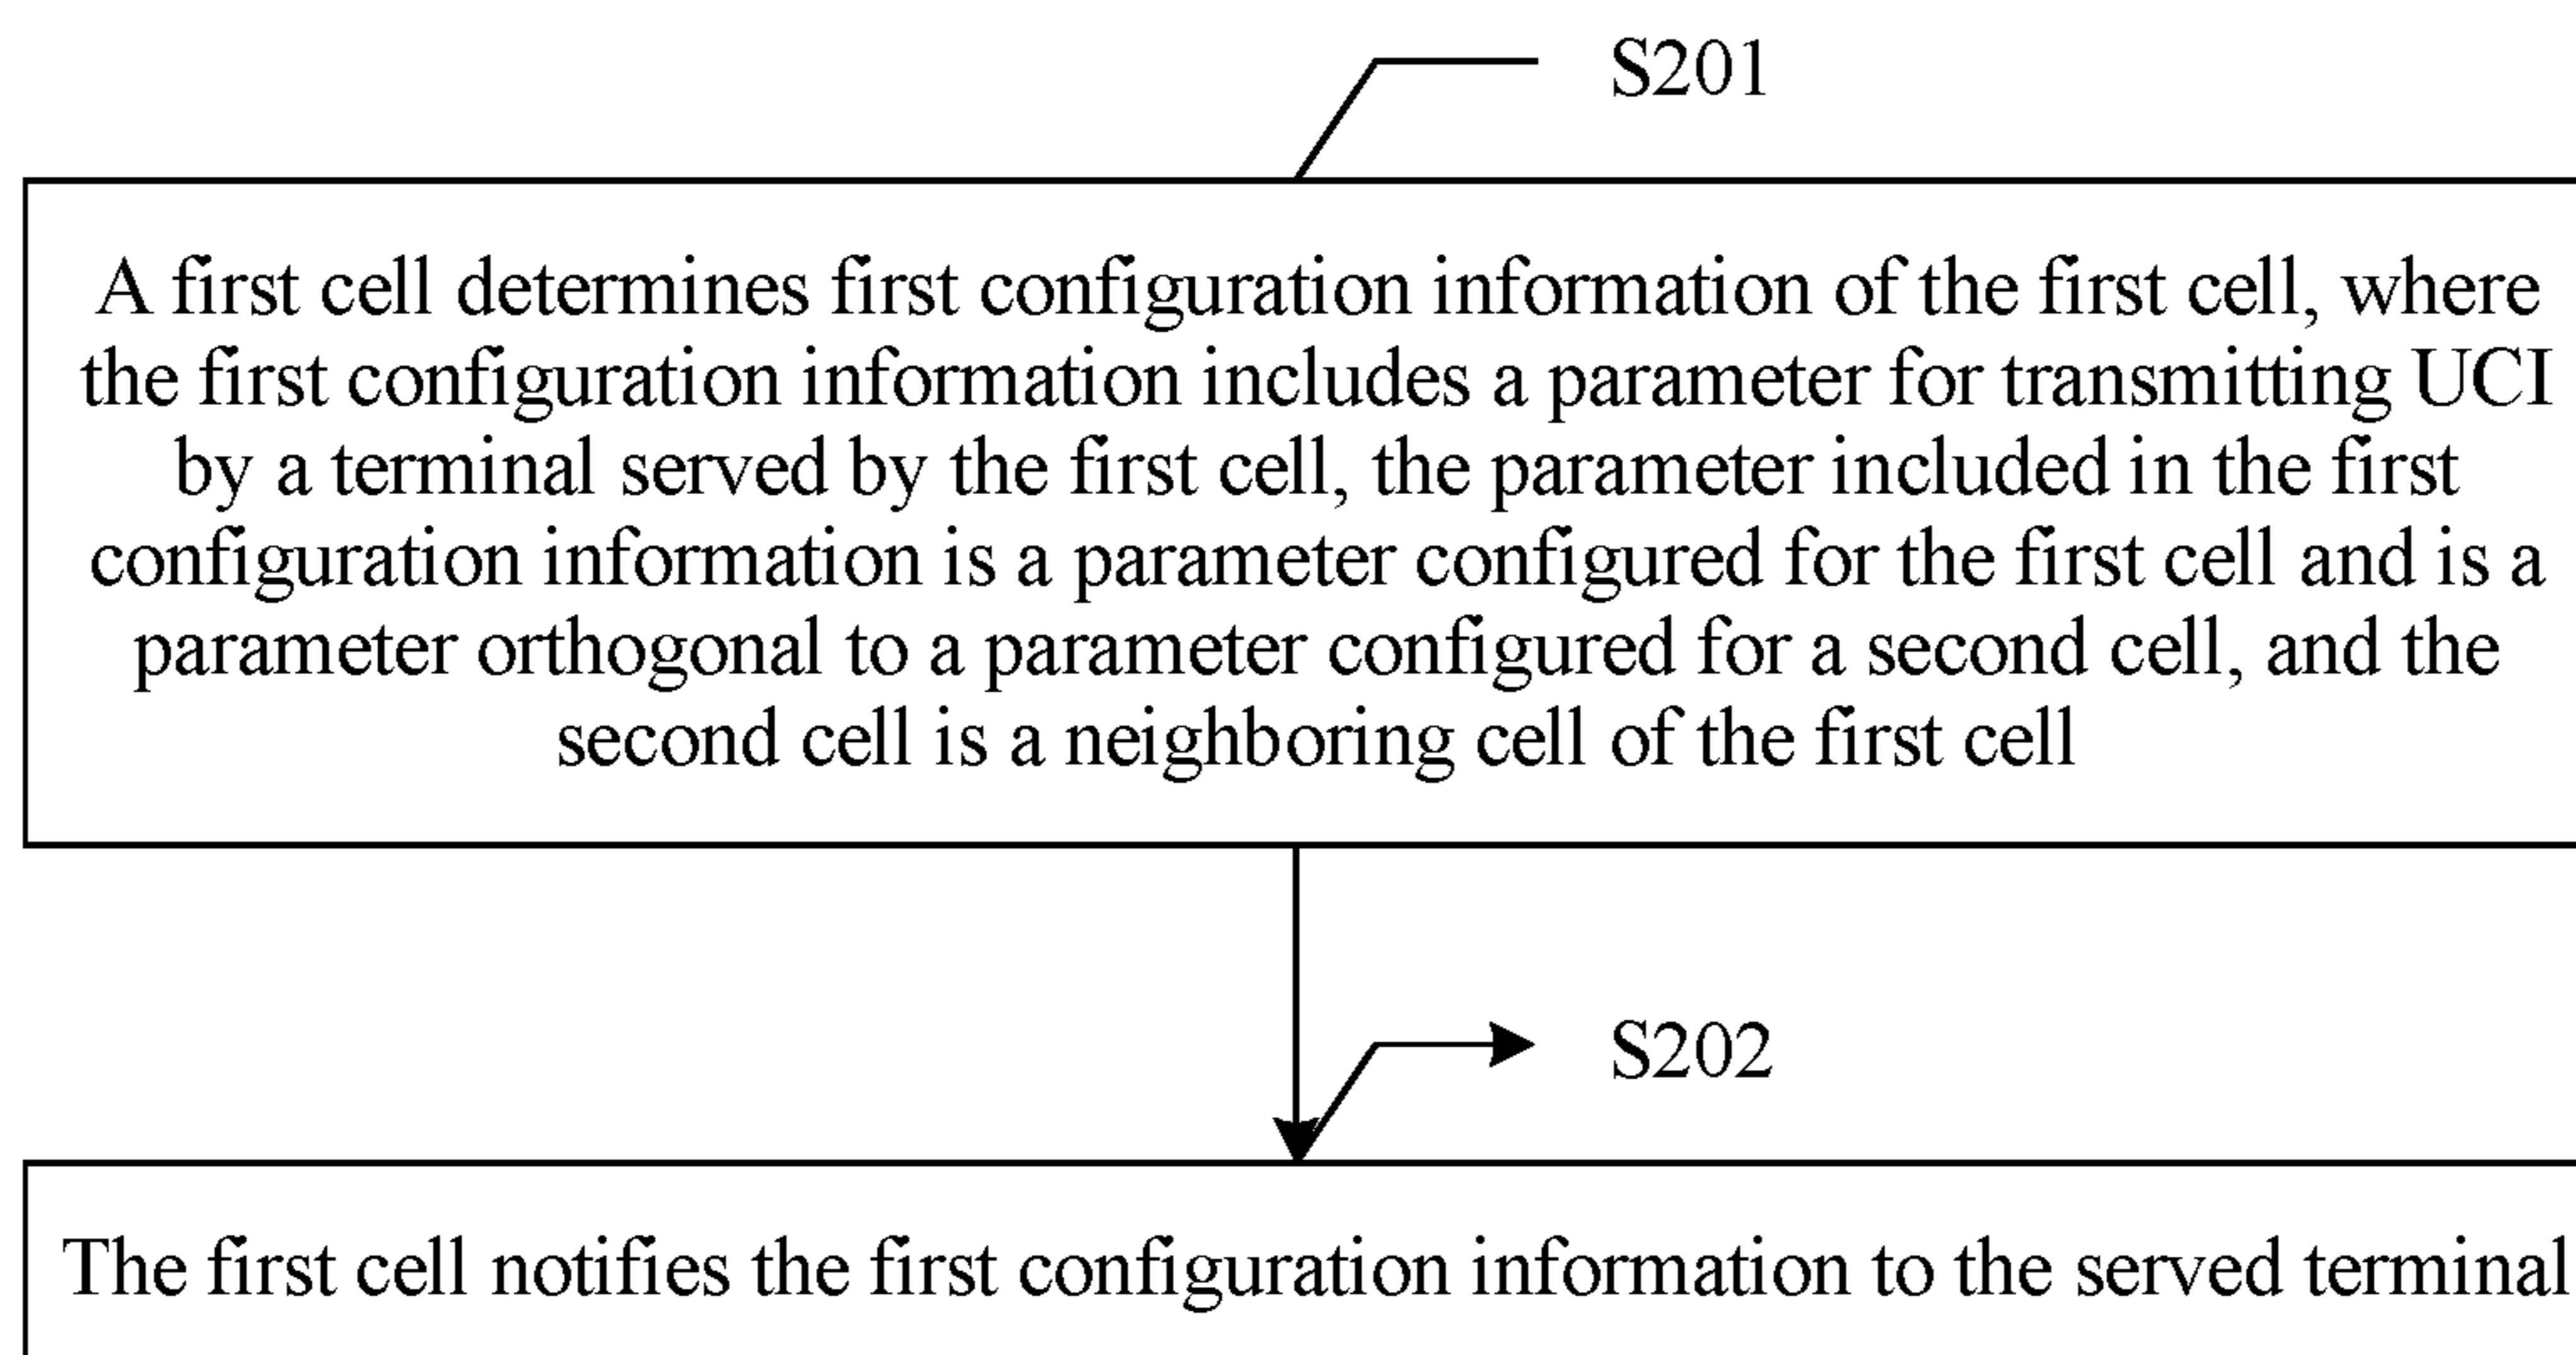 S201
A first cell determines first configuration information of the first cell, where
the first configuration information includes a parameter for transmitting UCI
by a terminal served by the first cell, the parameter included in the first
configuration information is a parameter configured for the first cell and is a
parameter orthogonal to a parameter configured for a second cell, and the
second cell is a neighboring cell of the first cell
S202
The first cell notifies the first configuration information to the served terminal